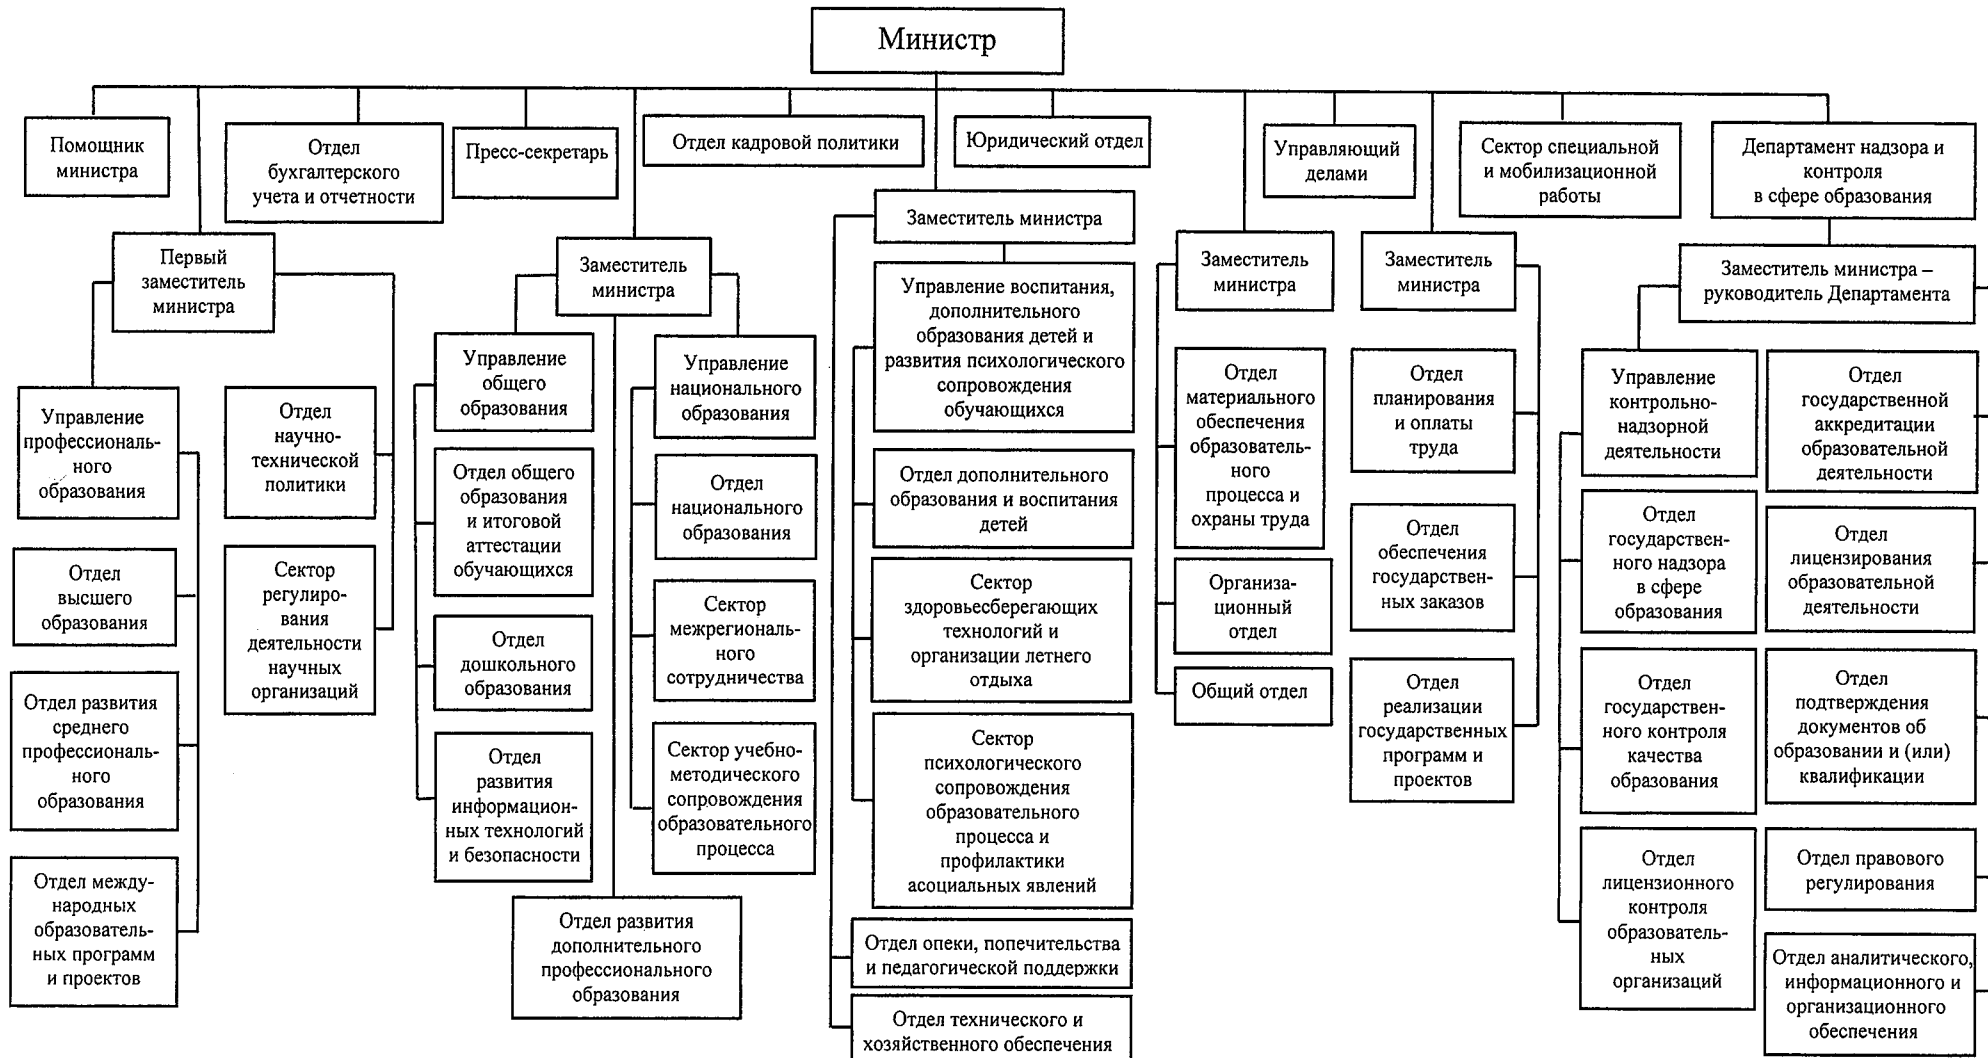 Министр
Помощник
министра
Отдел
бухгалтерского
учета и отчетности
Пресс-секретарь
Отдел кадровой политики
Юридический отдел
Управляющий
делами
Сектор специальной
и мобилизационной
работы
Департамент надзора и
контроля
в сфере образования
Первый
заместитель
министра
Управление
профессиональ-
ного
образования
Отдел
высшего
образования
Отдел развития
среднего
профессиональ-
ного
образования
Отдел между-
народных
образователь-
ных программ
и проектов
Отдел
научно-
технической
политики
Сектор
регулиро-
вания
деятельности
научных
организаций
Заместитель
министра
Управление
общего
образования
Отдел общего
образования
и итоговой
аттестации
обучающихся
Отдел
дошкольного
образования
Отдел
развития
информацион-
ных технологий
и безопасности
Управление
национального
образования
Отдел
национального
образования
Сектор
межрегиональ-
ного
сотрудничества
Сектор учебно-
методического
сопровождения
образовательного
процесса
Отдел развития
дополнительного
профессионального
образования
Заместитель министра
Управление воспитания,
дополнительного
образования детей и
развития психологического
сопровождения
обучающихся
Отдел дополнительного
образования и воспитания
детей
Сектор
здоровьесберегающих
технологий и
организации летнего
отдыха
Сектор
психологического
сопровождения
образовательного
процесса и
профилактики
асоциальных явлений
Отдел опеки, попечительства
и педагогической поддержки
Отдел технического и
хозяйственного обеспечения
Заместитель
министра
Отдел
материального
обеспечения
образователь-
ного
процесса и
охраны труда
Организа-
ционный
отдел
Общий отдел
Заместитель
министра
Отдел
планирования
и оплаты
труда
Отдел
обеспечения
государствен-
ных заказов
Отдел
реализации
государственных
программ и
проектов
Заместитель министра –
руководитель Департамента
Управление
контрольно-
надзорной
деятельности
Отдел
государствен-
ного надзора
в сфере
образования
Отдел
государствен-
ного контроля
качества
образования
Отдел
лицензионного
контроля
образователь-
ных
организаций
Отдел
государственной
аккредитации
образовательной
деятельности
Отдел
лицензирования
образовательной
деятельности
Отдел
подтверждения
документов об
образовании и (или)
квалификации
Отдел правового
регулирования
Отдел аналитического,
информационного и
организационного
обеспечения